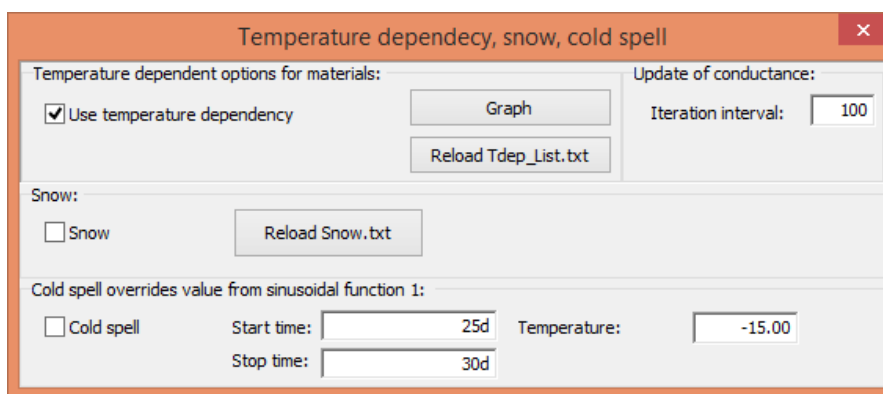 Temperature dependecy, snow, cold spell
Temperature dependent options for materials:
Update of conductance:
Use temperature dependency
Graph
Iteration interval: 100
Reload Tdep_List.txt
Snow:
Snow
Reload Snow.txt
Cold spell overrides value from sinusoidal function 1:
Cold spell
Start time: 25d
Temperature: -15.00
Stop time: 30d